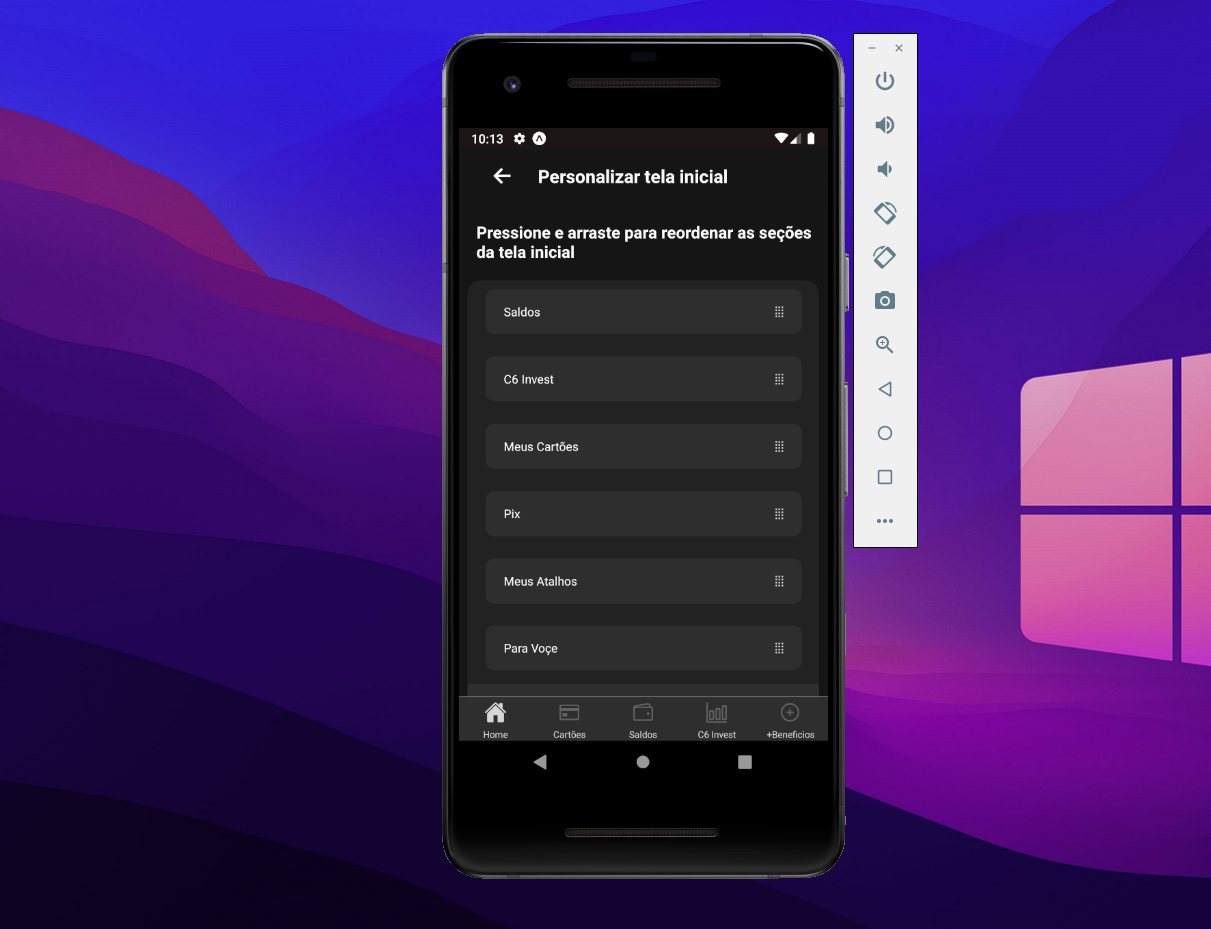 10:13
Personalizar tela inicial
Pressione e arraste para reordenar as seções
da tela inicial
Saldos
C6 Invest
Meus Cartões
Pix
Meus Atalhos
Para Voçe
Home
Cartões
Saldos
C6 Invest
+Beneficios